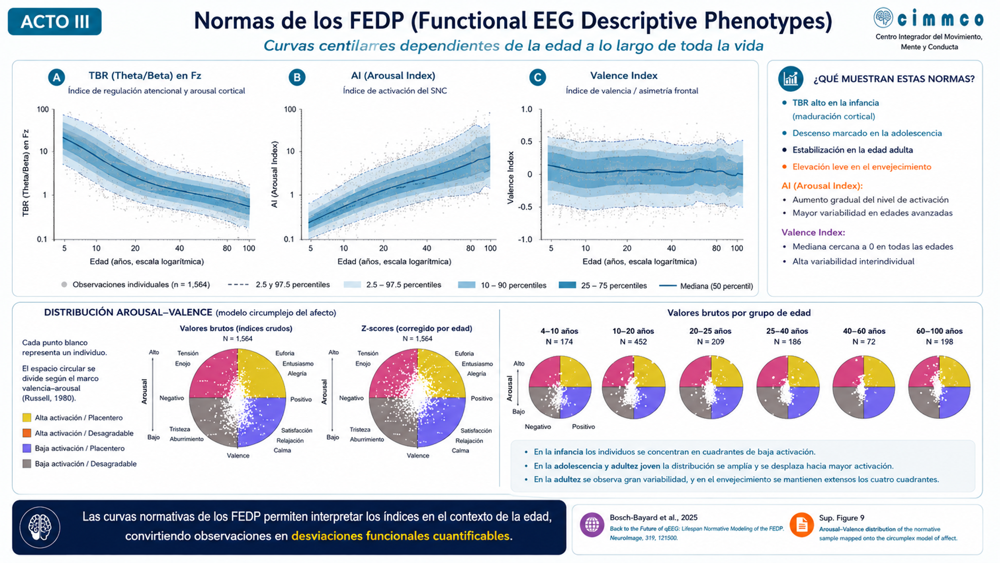 ACTO III
Normas de los FEDP (Functional EEG Descriptive Phenotypes)
Curvas centilarres dependientes de la edad a lo largo de toda la vida
cimmco
Centro Integrador del Movimiento,
Mente y Conducta
A
TBR (Theta/Beta) en Fz
Índice de regulación atencional y arousal cortical
TBR (Theta/Beta) en Fz
100
10
1
0.1
5 10 20 40 80 100
Edad (años, escala logarítmica)
B
AI (Arousal Index)
Índice de activación del SNC
AI (Arousal Index)
100
10
1
0.1
5 10 20 40 80 100
Edad (años, escala logarítmica)
C
Valence Index
Índice de valencia / asimetría frontal
Valence Index
1.0
0.5
0
-0.5
-1.0
5 10 20 40 80 100
Edad (años, escala logarítmica)
Observaciones individuales (n = 1,564)
2.5 y 97.5 percentiles
2.5 – 97.5 percentiles
10 – 90 percentiles
25 – 75 percentiles
Mediana (50 percentil)
¿QUÉ MUESTRAN ESTAS NORMAS?
• TBR alto en la infancia
(maduración cortical)
• Descenso marcado en la adolescencia
• Estabilización en la edad adulta
• Elevación leve en el envejecimiento
AI (Arousal Index):
• Aumento gradual del nivel de activación
• Mayor variabilidad en edades avanzadas
Valence Index:
• Mediana cercana a 0 en todas las edades
• Alta variabilidad interindividual
DISTRIBUCIÓN AROUSAL–VALENCE (modelo circumplejo del afecto)
Cada punto blanco
representa un individuo.
El espacio circular se
divide según el marco
valencia–arousal
(Russell, 1980).
Alta activación / Placentero
Alta activación / Desagradable
Baja activación / Placentero
Baja activación / Desagradable
Valores brutos (índices crudos)
N = 1,564
Alto
Arousal
Bajo
Tensión
Enojo
Negativo
Tristeza
Aburrimiento
Euforia
Entusiasmo
Alegría
Positivo
Satisfacción
Relajación
Calma
Valence
Z-scores (corregido por edad)
N = 1,564
Alto
Arousal
Bajo
Tensión
Enojo
Negativo
Tristeza
Aburrimiento
Euforia
Entusiasmo
Alegría
Positivo
Satisfacción
Relajación
Calma
Valence
Valores brutos por grupo de edad
4–10 años
N = 174
10–20 años
N = 452
20–25 años
N = 209
25–40 años
N = 186
40–60 años
N = 72
60–100 años
N = 198
Alto
Arousal
Bajo
Negativo
Positivo
• En la infancia los individuos se concentran en cuadrantes de baja activación.
• En la adolescencia y adultez joven la distribución se amplía y se desplaza hacia mayor activación.
• En la adultez se observa gran variabilidad, y en el envejecimiento se mantienen extensos los cuatro cuadrantes.
Las curvas normativas de los FEDP permiten interpretar los índices en el contexto de la edad,
convirtiendo observaciones en desviaciones funcionales cuantificables.
Bosch-Bayard et al., 2025
Back to the Future of qEEG: Lifespan Normative Modeling of the FEDP.
NeuroImage, 319, 121500.
Sup. Figure 9
Arousal–Valence distribution of the normative
sample mapped onto the circumplex model of affect.